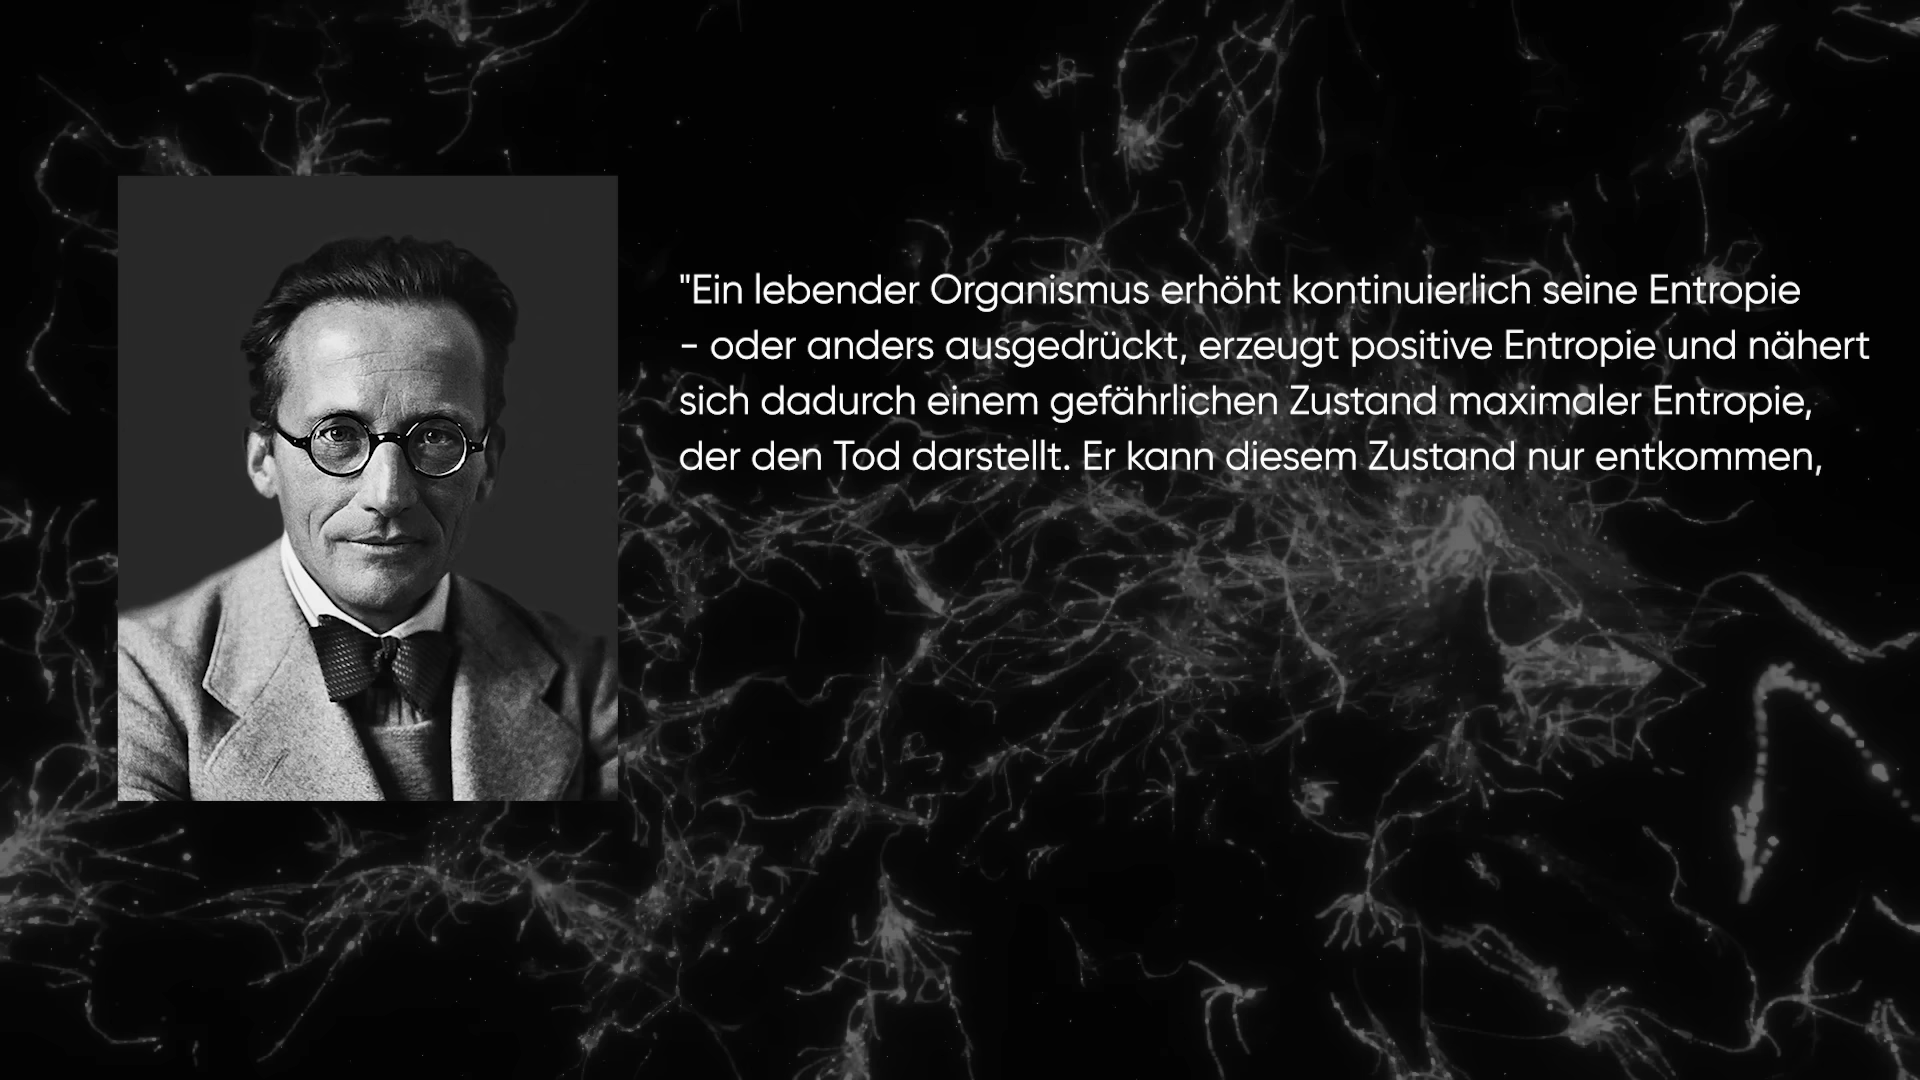 "Ein lebender Organismus erhöht kontinuierlich seine Entropie
- oder anders ausgedrückt, erzeugt positive Entropie und nähert
sich dadurch einem gefährlichen Zustand maximaler Entropie,
der den Tod darstellt. Er kann diesem Zustand nur entkommen,